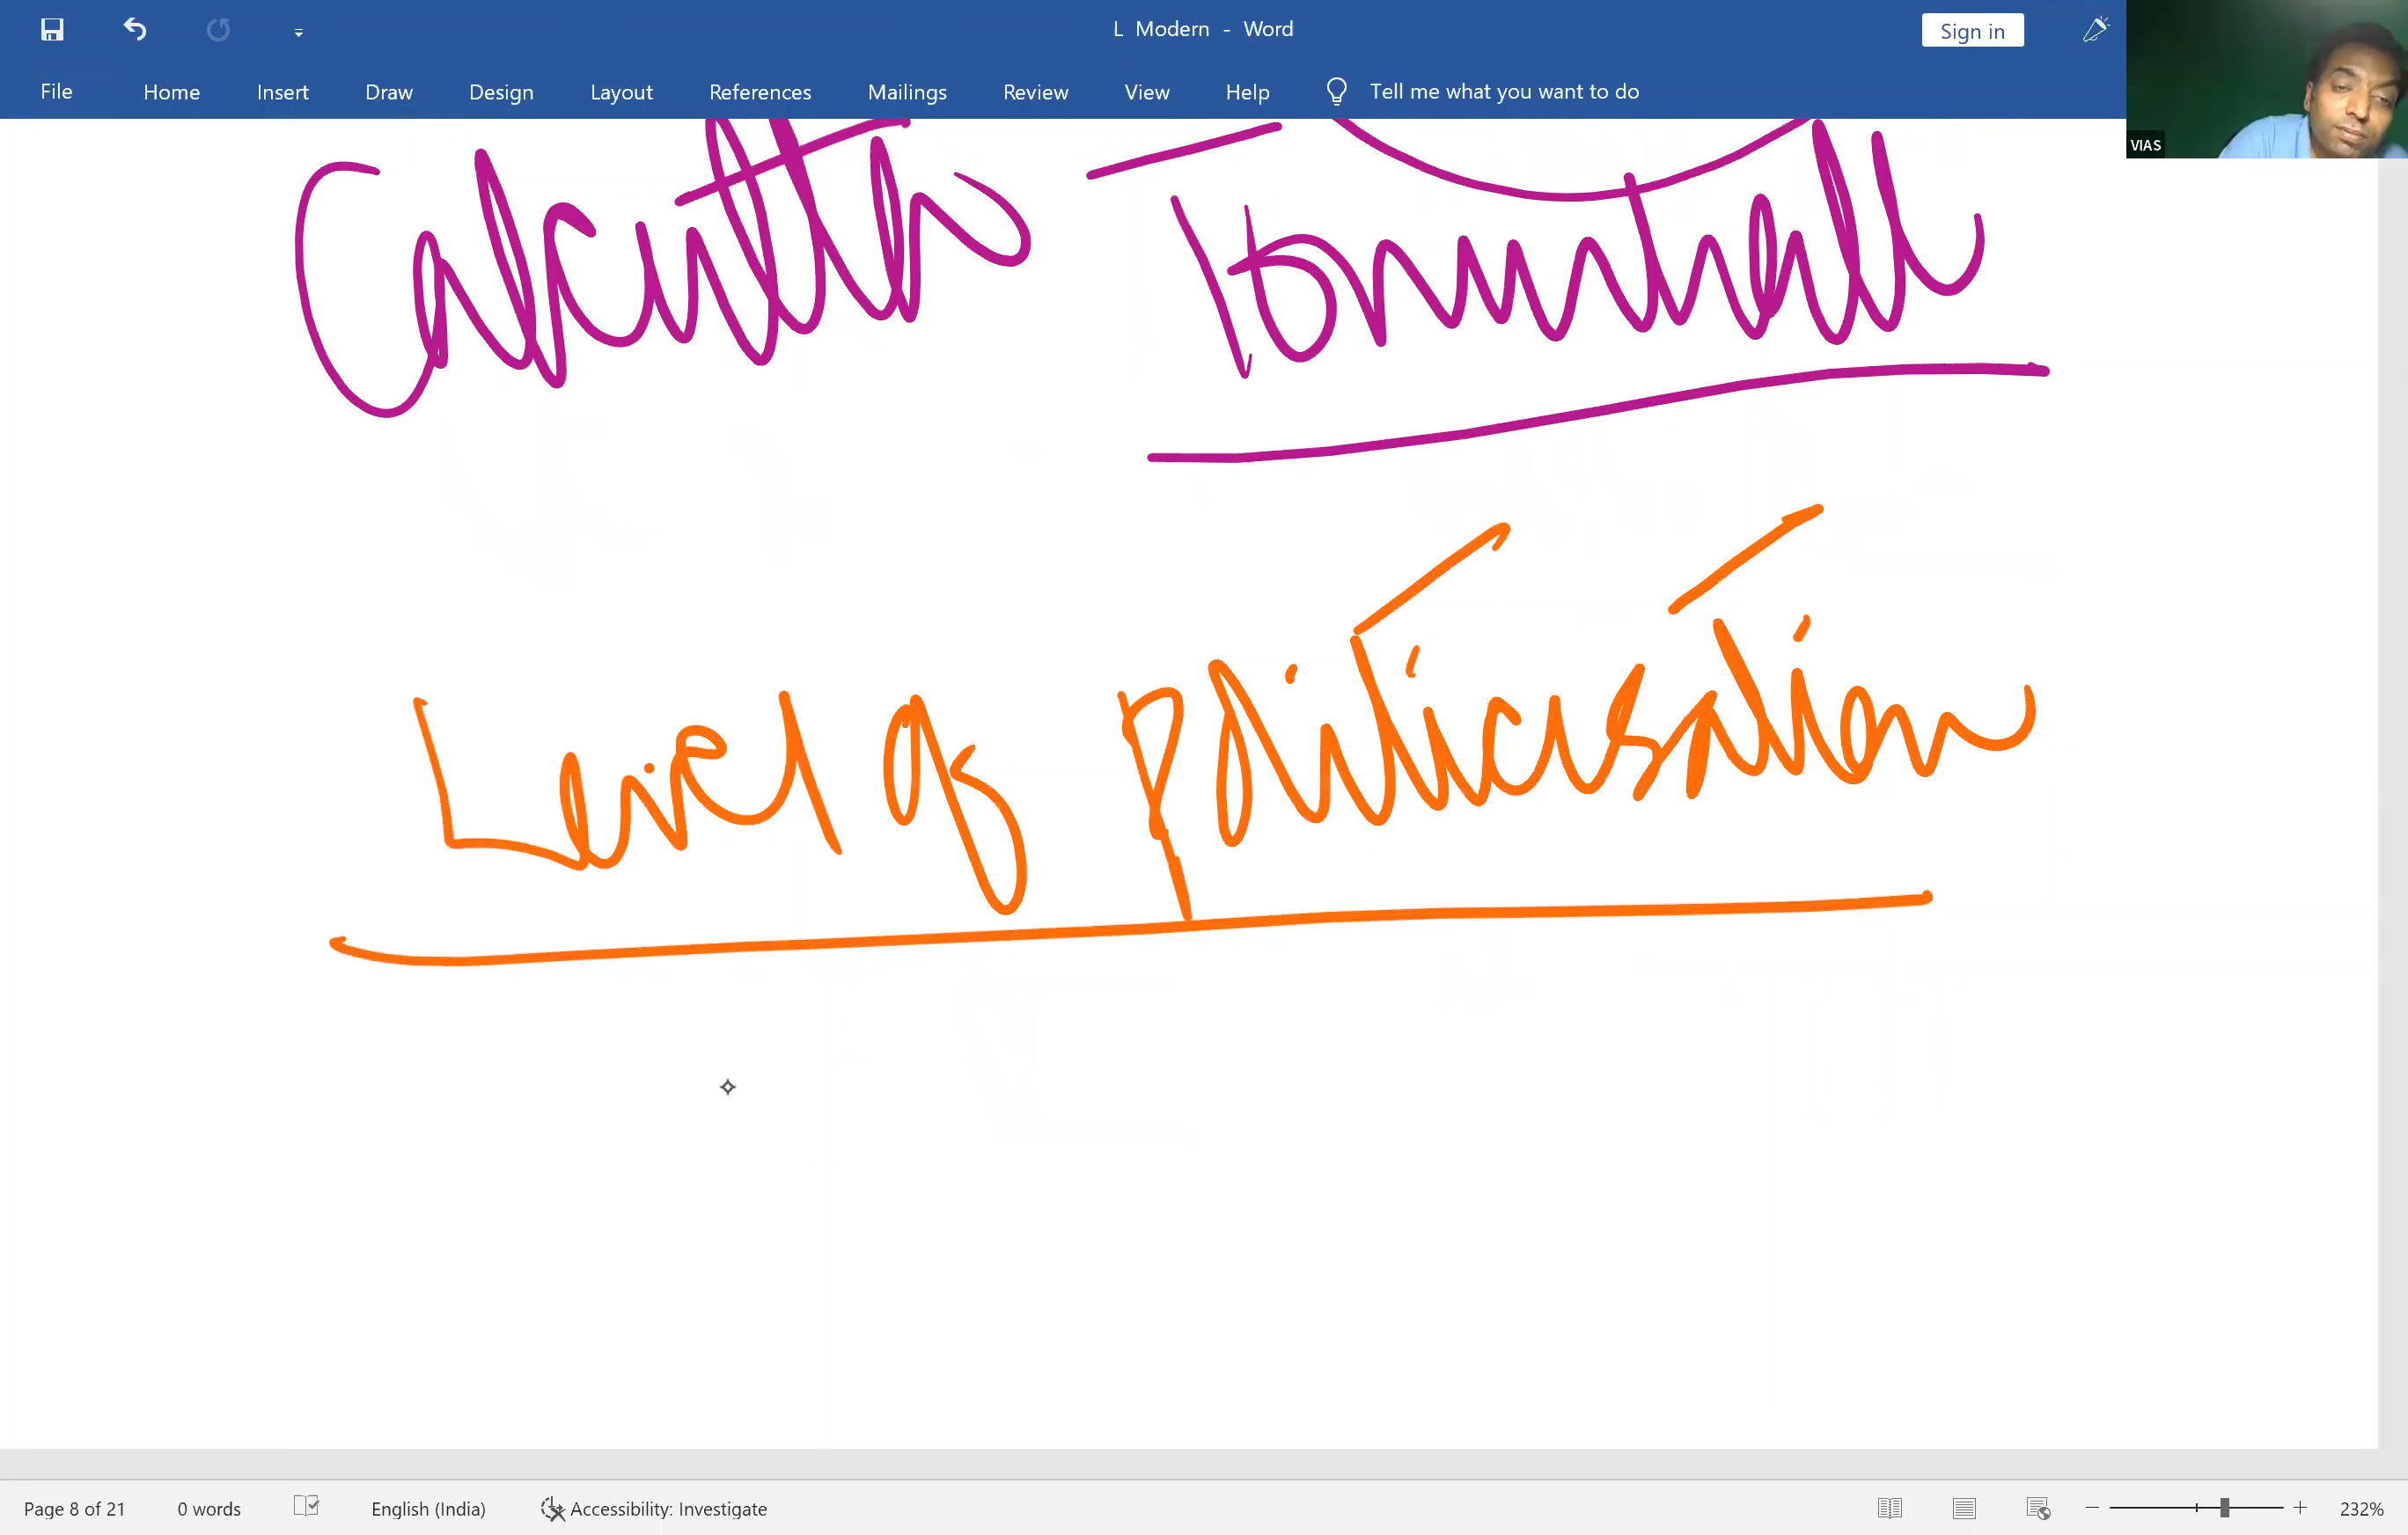 L Modern - Word
Sign in
File Home Insert Draw Design Layout References Mailings Review View Help Tell me what you want to do
VIAS
Calcutta Townhall
Level of politicisation
Page 8 of 21 0 words English (India) Accessibility: Investigate 232%